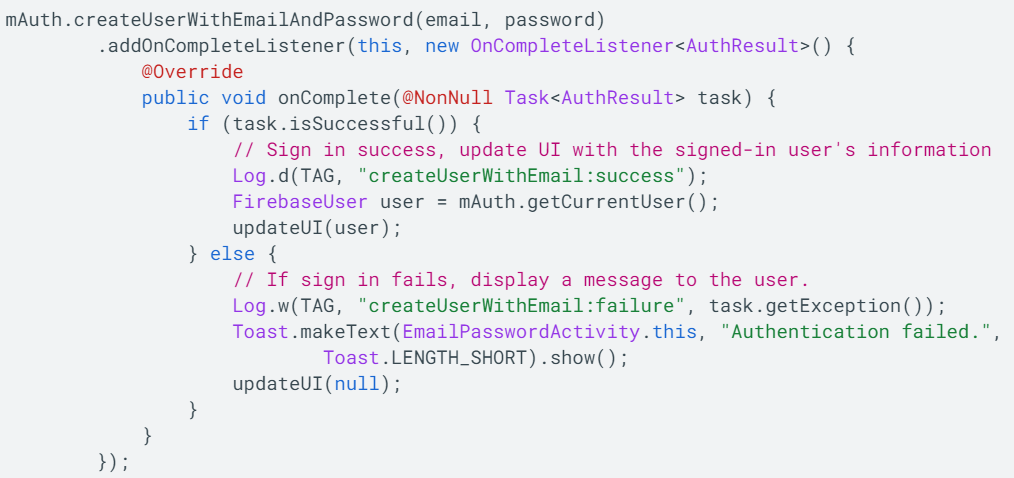 mAuth.createUserWithEmailAndPassword(email, password)
        .addOnCompleteListener(this, new OnCompleteListener<AuthResult>() {
            @Override
            public void onComplete(@NonNull Task<AuthResult> task) {
                if (task.isSuccessful()) {
                    // Sign in success, update UI with the signed-in user's information
                    Log.d(TAG, "createUserWithEmail:success");
                    FirebaseUser user = mAuth.getCurrentUser();
                    updateUI(user);
                } else {
                    // If sign in fails, display a message to the user.
                    Log.w(TAG, "createUserWithEmail:failure", task.getException());
                    Toast.makeText(EmailPasswordActivity.this, "Authentication failed.",
                            Toast.LENGTH_SHORT).show();
                    updateUI(null);
                }
            }
        });